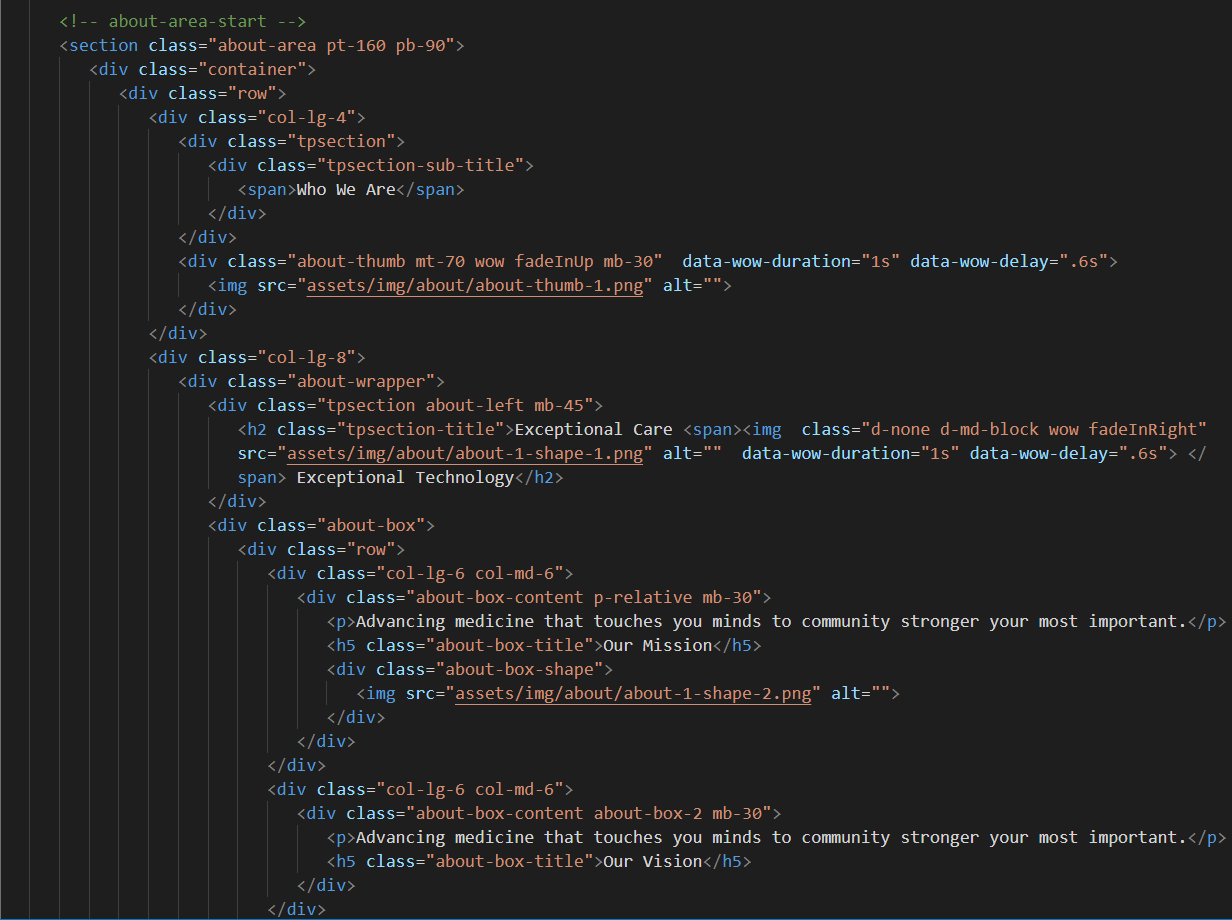 <!-- about-area-start -->
<section class="about-area pt-160 pb-90">
<div class="container">
<div class="row">
<div class="col-lg-4">
<div class="tpsection">
<div class="tpsection-sub-title">
<span>Who We Are</span>
</div>
</div>
<div class="about-thumb mt-70 wow fadeInUp mb-30"  data-wow-duration="1s" data-wow-delay=".6s">
<img src="assets/img/about/about-thumb-1.png" alt="">
</div>
</div>
<div class="col-lg-8">
<div class="about-wrapper">
<div class="tpsection about-left mb-45">
<h2 class="tpsection-title">Exceptional Care <span><img  class="d-none d-md-block wow fadeInRight"
src="assets/img/about/about-1-shape-1.png" alt=""  data-wow-duration="1s" data-wow-delay=".6s"> </
span> Exceptional Technology</h2>
</div>
<div class="about-box">
<div class="row">
<div class="col-lg-6 col-md-6">
<div class="about-box-content p-relative mb-30">
<p>Advancing medicine that touches you minds to community stronger your most important.</p>
<h5 class="about-box-title">Our Mission</h5>
<div class="about-box-shape">
<img src="assets/img/about/about-1-shape-2.png" alt="">
</div>
</div>
</div>
<div class="col-lg-6 col-md-6">
<div class="about-box-content about-box-2 mb-30">
<p>Advancing medicine that touches you minds to community stronger your most important.</p>
<h5 class="about-box-title">Our Vision</h5>
</div>
</div>